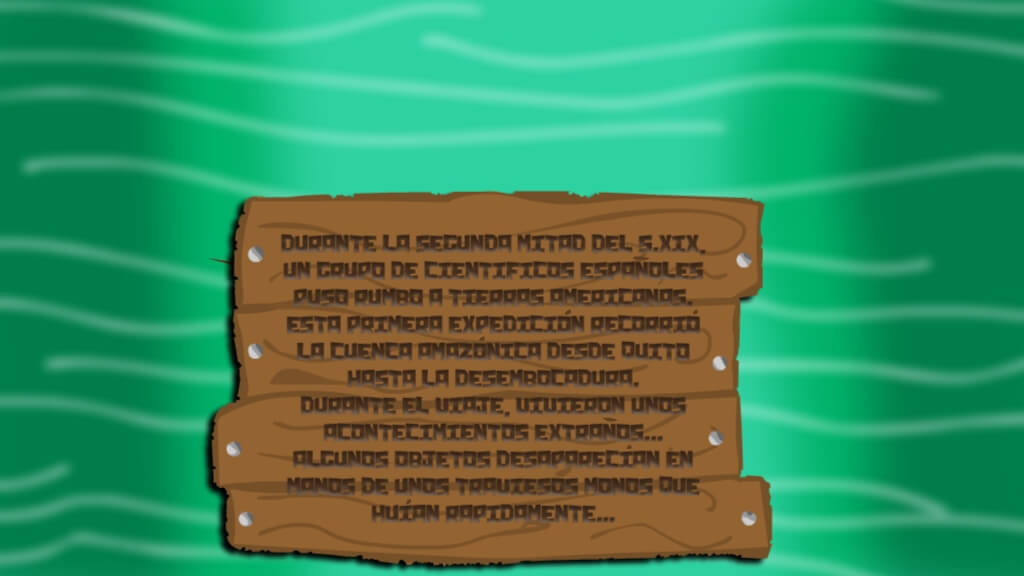 DURANTE LA SEGUNDA MITAD DEL S.XIX,
UN GRUPO DE CIENTIFICOS ESPAÑOLES
PUSO RUMBO A TIERRAS AMERICANAS.
ESTA PRIMERA EXPEDICIÓN RECORRIÓ
LA CUENCA AMAZÓNICA DESDE QUITO
HASTA LA DESEMBOCADURA.
DURANTE EL VIAJE, VIVIERON UNOS
ACONTECIMIENTOS EXTRAÑOS...
ALGUNOS OBJETOS DESAPARECÍAN EN
MANOS DE UNOS TRAVIESOS MONOS QUE
HUÍAN RAPIDAMENTE...